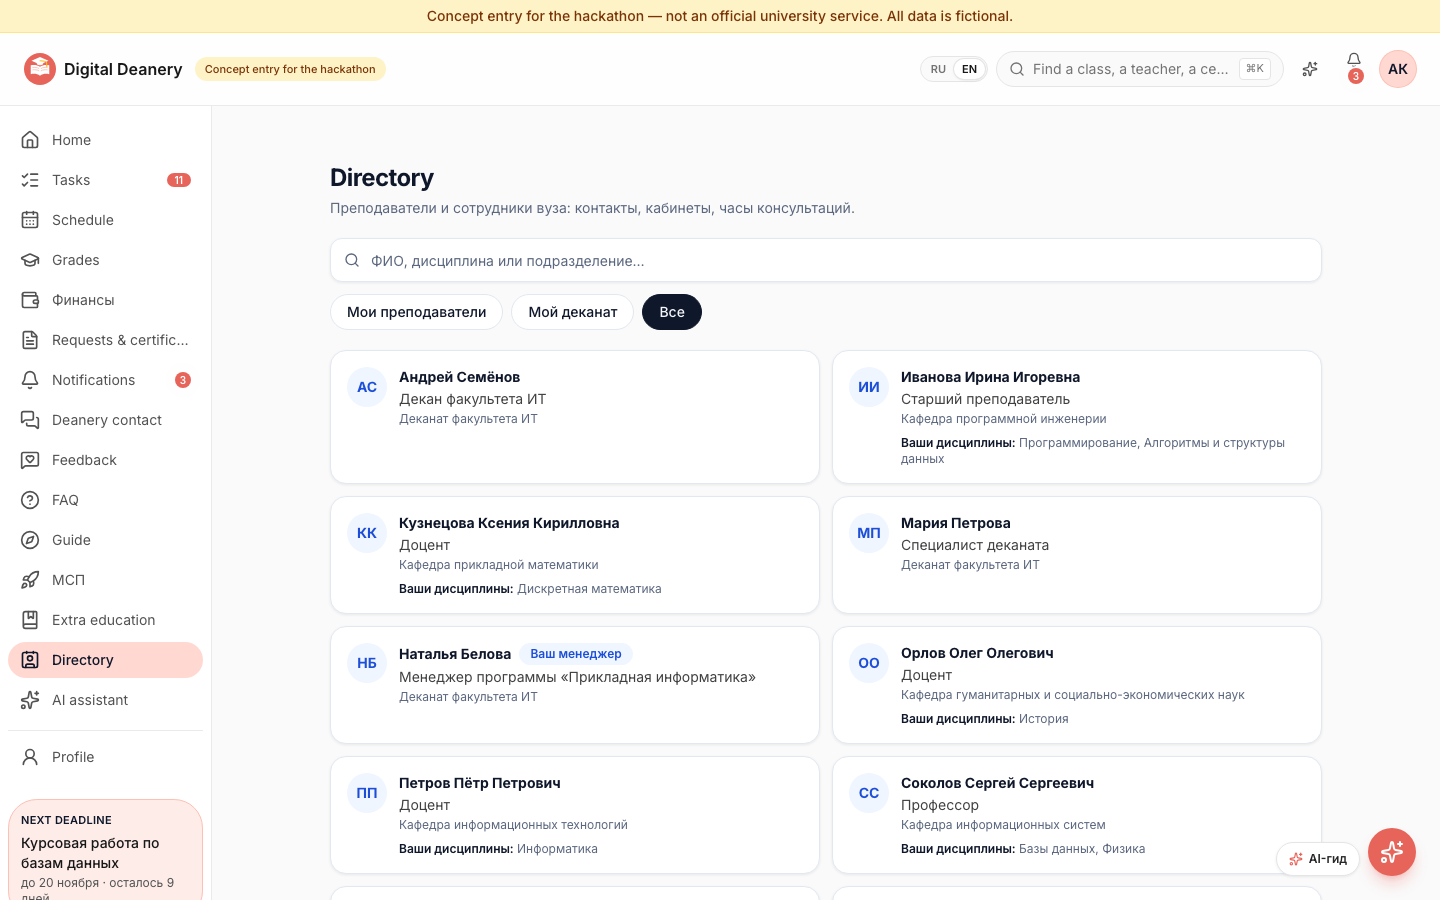 Concept entry for the hackathon — not an official university service. All data is fictional.
Digital Deanery
Concept entry for the hackathon
RU
EN
Find a class, a teacher, a ce...
⌘K
3
АК
Home
Tasks
11
Schedule
Grades
Финансы
Requests & certific...
Notifications
3
Deanery contact
Feedback
FAQ
Guide
МСП
Extra education
Directory
AI assistant
Profile
NEXT DEADLINE
Курсовая работа по
базам данных
до 20 ноября · осталось 9
дней
Directory
Преподаватели и сотрудники вуза: контакты, кабинеты, часы консультаций.
ФИО, дисциплина или подразделение...
Мои преподаватели
Мой деканат
Все
АС
Андрей Семёнов
Декан факультета ИТ
Деканат факультета ИТ
ИИ
Иванова Ирина Игоревна
Старший преподаватель
Кафедра программной инженерии
Ваши дисциплины: Программирование, Алгоритмы и структуры
данных
КК
Кузнецова Ксения Кирилловна
Доцент
Кафедра прикладной математики
Ваши дисциплины: Дискретная математика
МП
Мария Петрова
Специалист деканата
Деканат факультета ИТ
НБ
Наталья Белова
Ваш менеджер
Менеджер программы «Прикладная информатика»
Деканат факультета ИТ
ОО
Орлов Олег Олегович
Доцент
Кафедра гуманитарных и социально-экономических наук
Ваши дисциплины: История
ПП
Петров Пётр Петрович
Доцент
Кафедра информационных технологий
Ваши дисциплины: Информатика
СС
Соколов Сергей Сергеевич
Профессор
Кафедра информационных систем
Ваши дисциплины: Базы данных, Физика
AI-гид